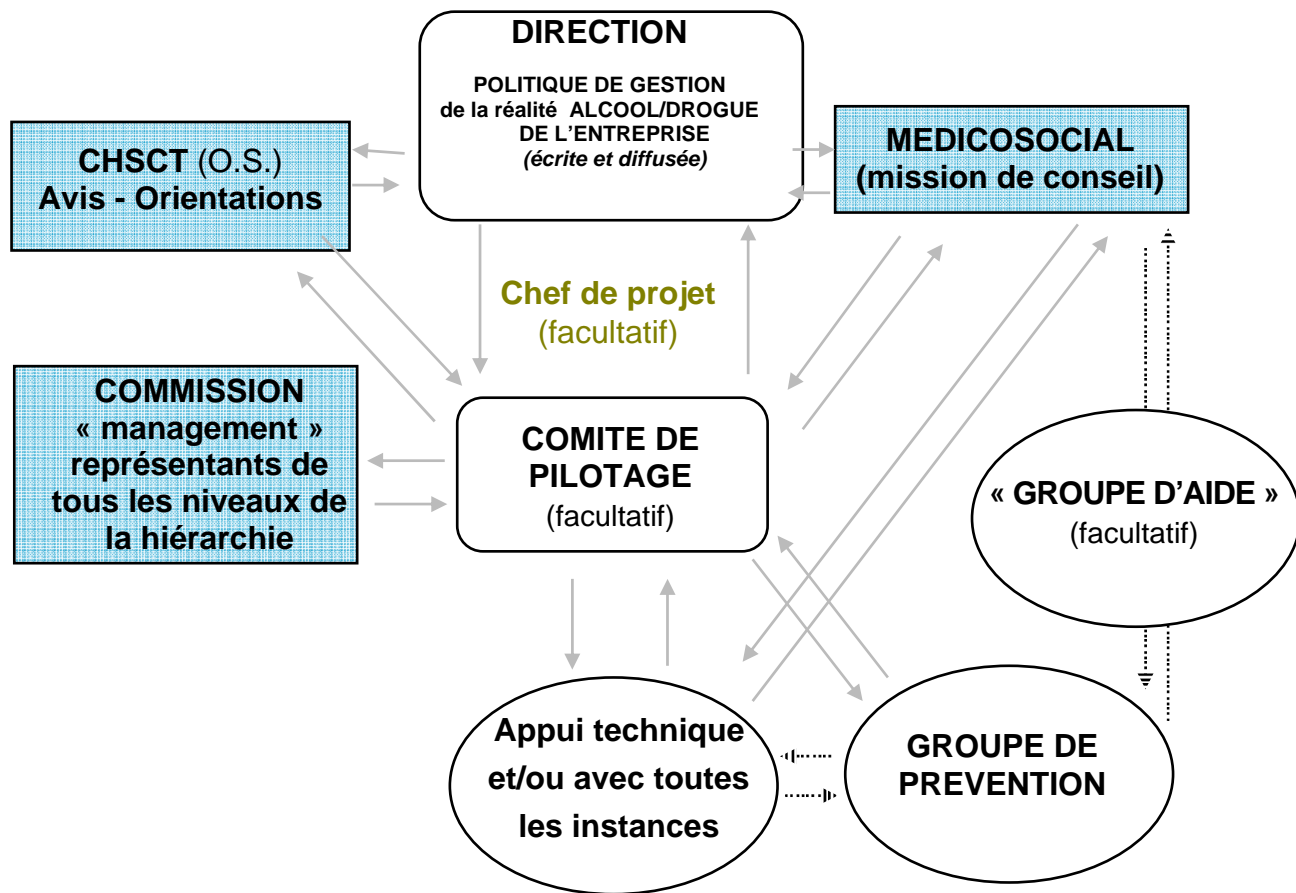 DIRECTION
POLITIQUE DE GESTION
de la réalité ALCOOL/DROGUE
DE L’ENTREPRISE
(écrite et diffusée)
CHSCT (O.S.)
Avis - Orientations
MEDICOSOCIAL
(mission de conseil)
Chef de projet
(facultatif)
COMMISSION
« management »
représentants de
tous les niveaux de
la hiérarchie
COMITE DE
PILOTAGE
(facultatif)
« GROUPE D’AIDE »
(facultatif)
Appui technique
et/ou avec toutes
les instances
GROUPE DE
PREVENTION